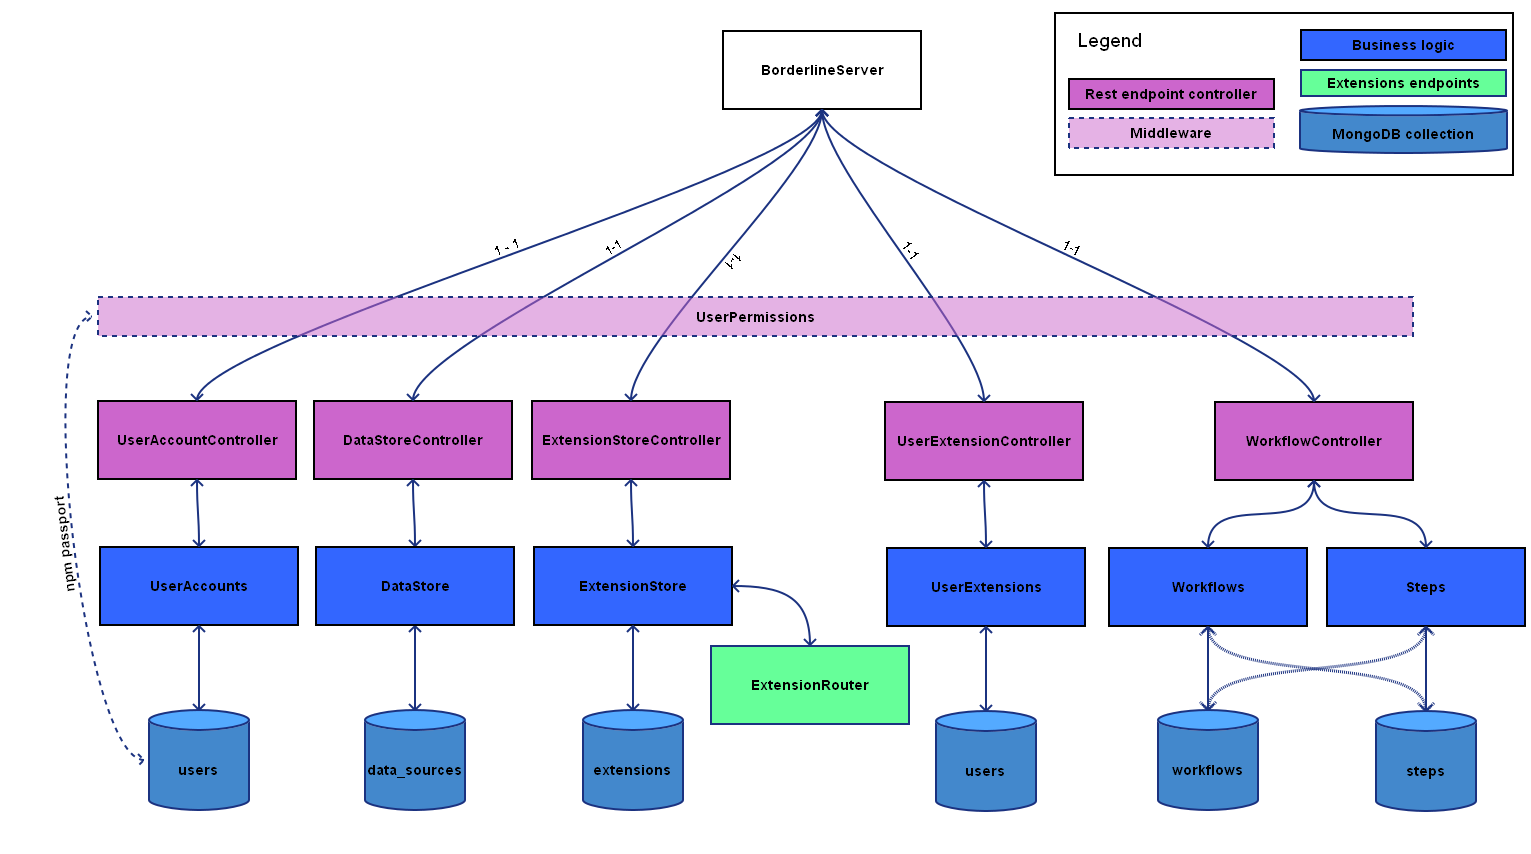 BorderlineServer
Legend
Business logic
Rest endpoint controller
Extensions endpoints
Middleware
MongoDB collection
1 - 1
1-1
1-1
1-1
1-1
UserPermissions
npm passport
UserAccountController
DataStoreController
ExtensionStoreController
UserExtensionController
WorkflowController
UserAccounts
DataStore
ExtensionStore
UserExtensions
Workflows
Steps
ExtensionRouter
users
data_sources
extensions
users
workflows
steps